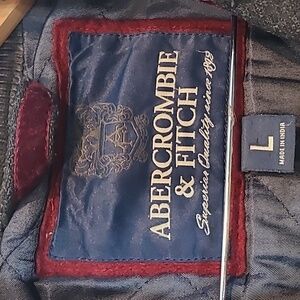 ABERCROMBIE
& FITCH
Superior Quality since 1892
L
MADE IN INDIA